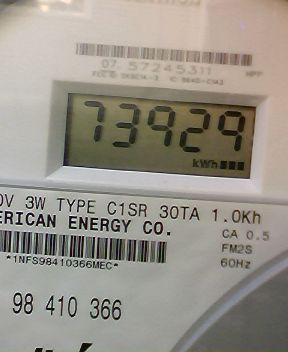 07 57245311
73929
kWh
0V 3W TYPE C1SR 30TA 1.0Kh
ERICAN ENERGY CO.
CA 0.5
FM2S
*1NFS98410366MEC*
60Hz
98 410 366